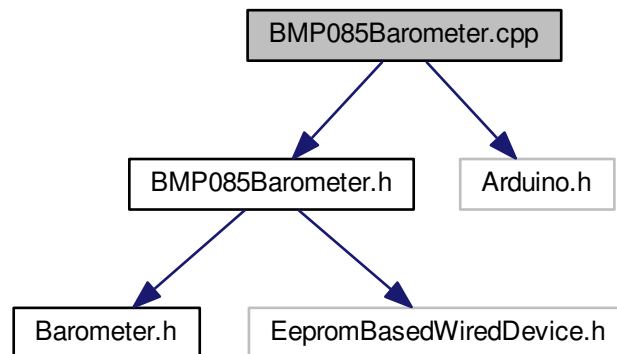 BMP085Barometer.cpp
BMP085Barometer.h
Arduino.h
Barometer.h
EepromBasedWiredDevice.h